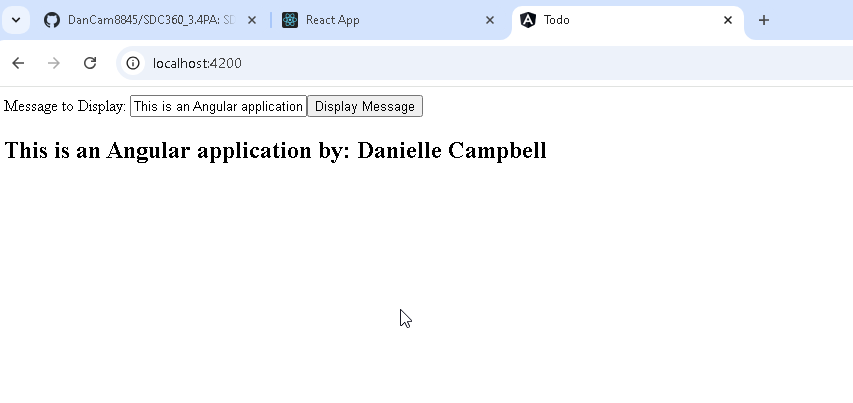 DanCam8845/SDC360_3.4PA: SD
React App
Todo
localhost:4200
Message to Display: This is an Angular application Display Message
This is an Angular application by: Danielle Campbell